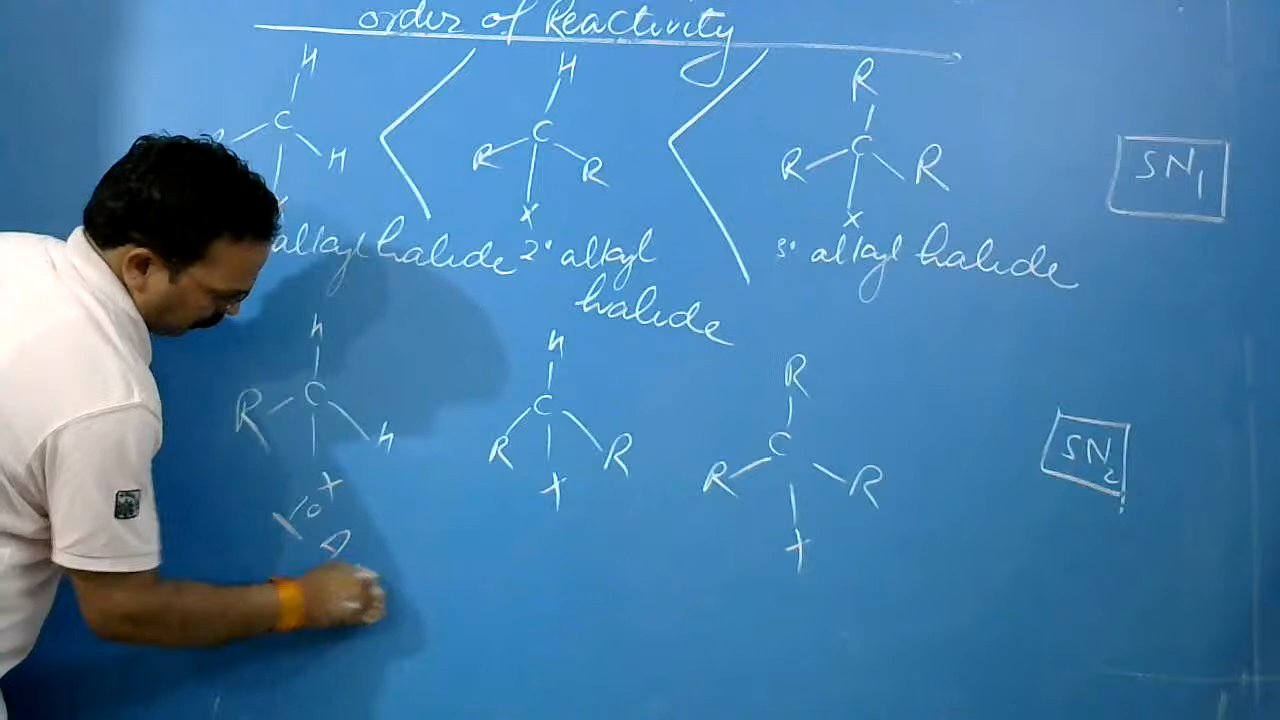 order of Reactivity
H H R
C C C
H R R R R
X X
SN1
alkyl halide 2° alkyl 3° alkyl halide
halide
H H R
C C C
R H R R R R
X X X
SN2
1°